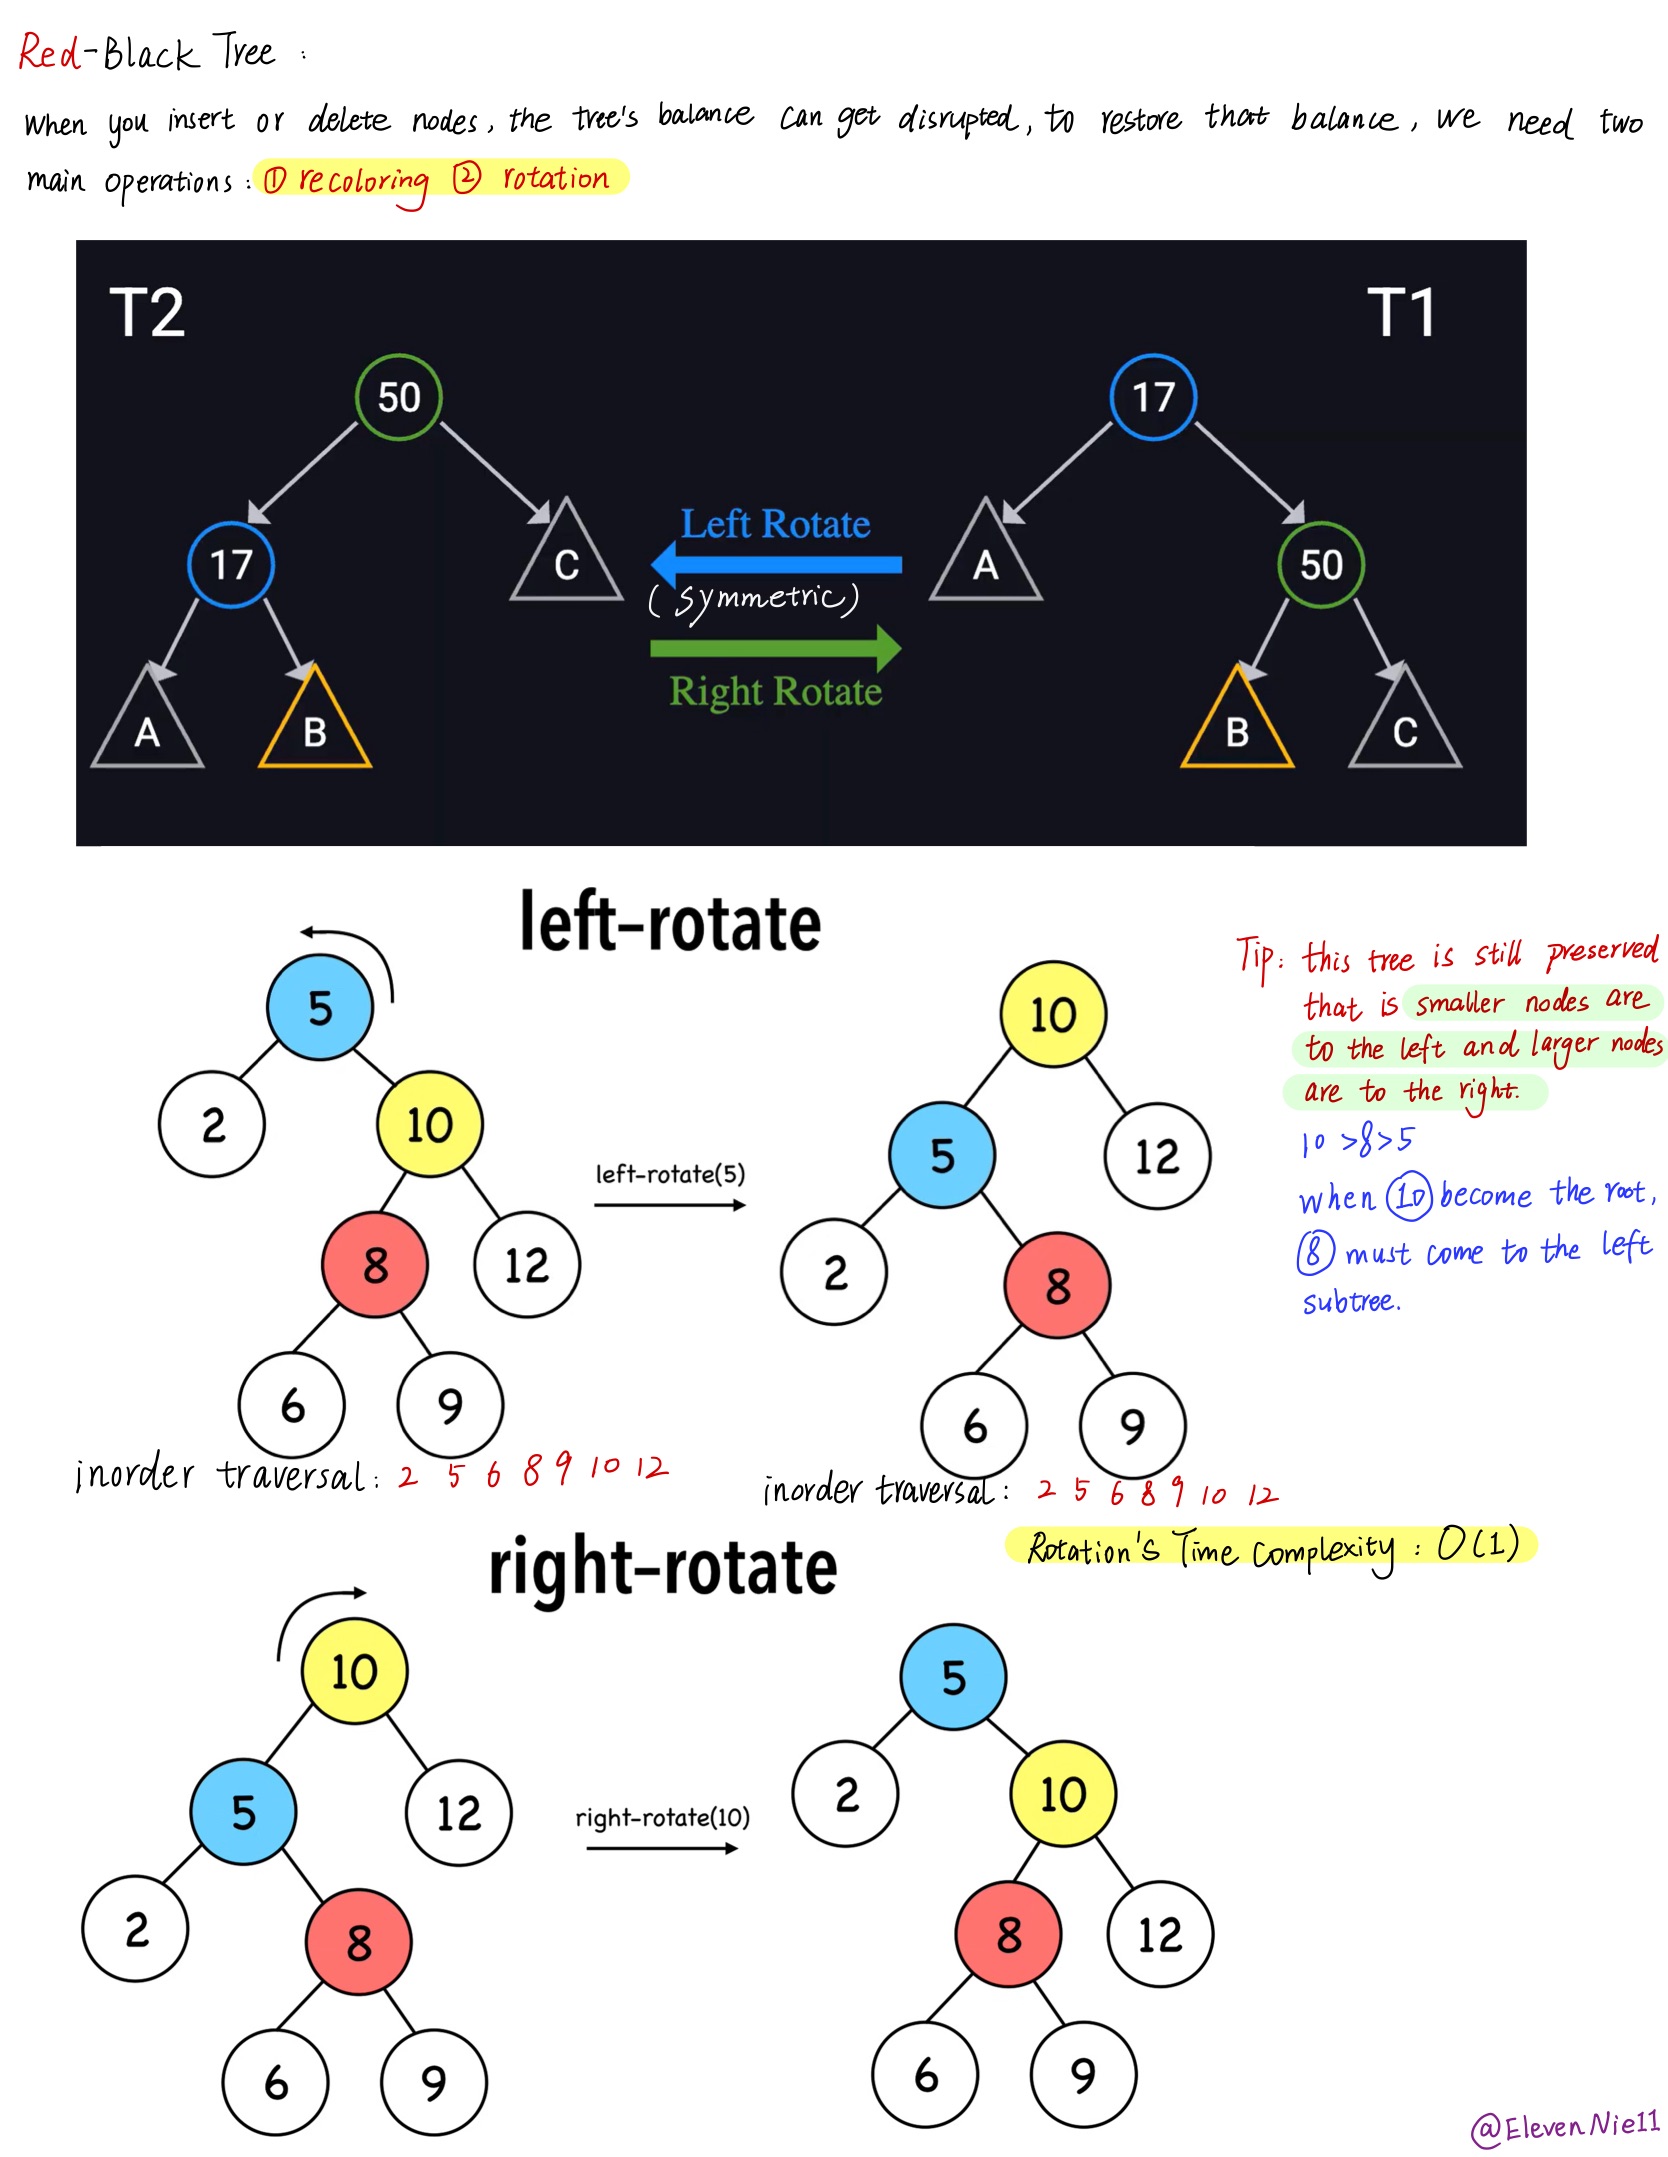 Red-Black Tree :
When you insert or delete nodes, the tree's balance can get disrupted, to restore that balance, we need two
main operations: ① recoloring ② rotation
T2
T1
50
17
17
C
Left Rotate
(symmetric)
Right Rotate
A
50
A
B
B
C
left-rotate
5
2
10
8
12
6
9
left-rotate(5)
10
5
12
2
8
6
9
Tip: this tree is still preserved
that is smaller nodes are
to the left and larger nodes
are to the right.
10 >8>5
when ⑩ become the root,
⑧ must come to the left
subtree.
inorder traversal: 2 5 6 8 9 10 12
inorder traversal: 2 5 6 8 9 10 12
Rotation's Time Complexity : O(1)
right-rotate
10
5
12
2
8
6
9
right-rotate(10)
5
2
10
8
12
6
9
@ElevenNie11